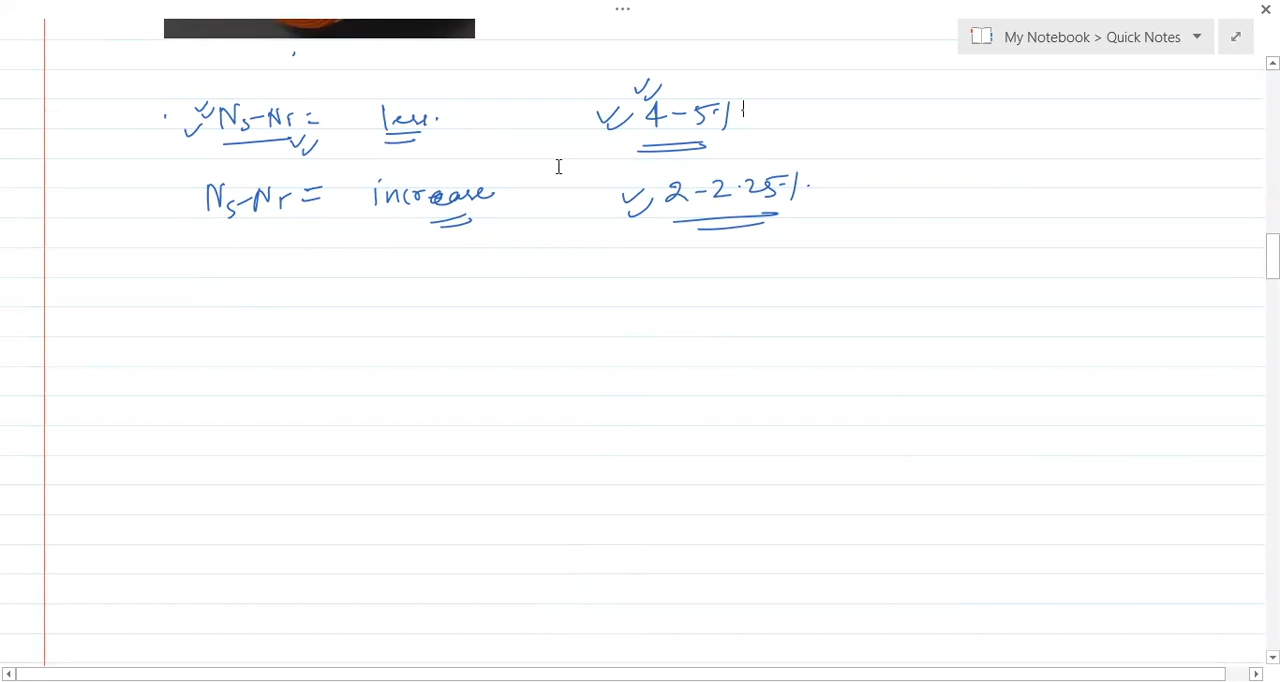 My Notebook > Quick Notes
Ns-Nr = less. 4-5%
Ns-Nr = increase 2-2.25%.